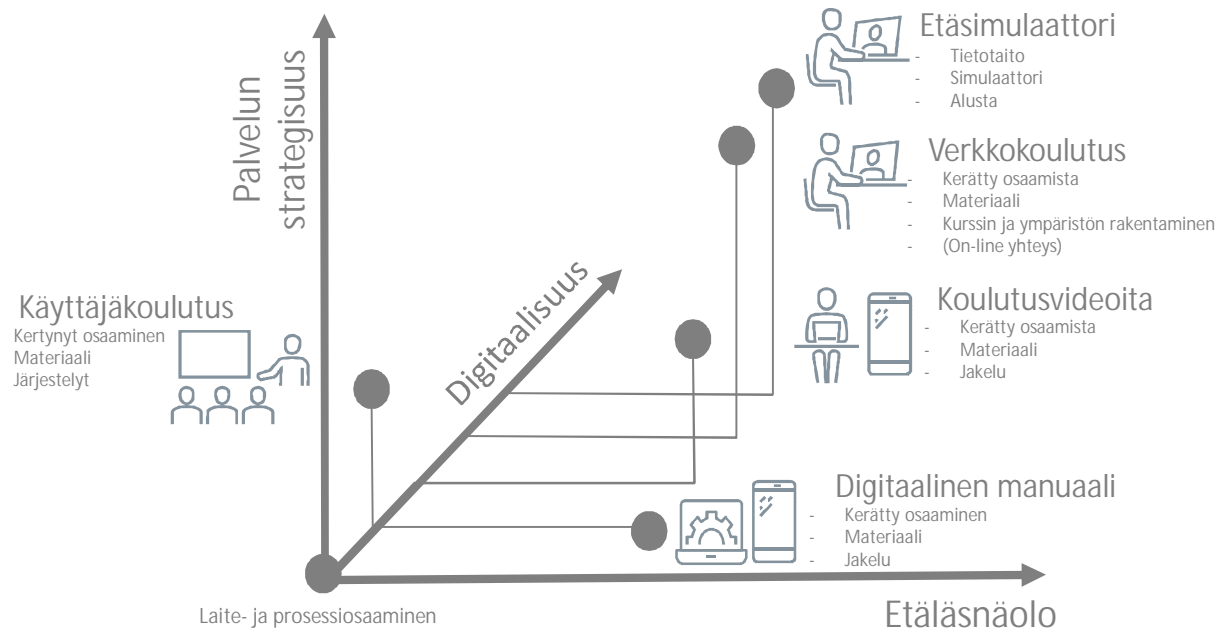 Palvelun
strategisuus
Digitaalisuus
Etäläsnäolo
Laite- ja prosessiosaaminen
Käyttäjäkoulutus
Kertynyt osaaminen
Materiaali
Järjestelyt
Etäsimulaattori
- Tietotaito
- Simulaattori
- Alusta
Verkkokoulutus
- Kerätty osaamista
- Materiaali
- Kurssin ja ympäristön rakentaminen
- (On-line yhteys)
Koulutusvideoita
- Kerätty osaamista
- Materiaali
- Jakelu
Digitaalinen manuaali
- Kerätty osaaminen
- Materiaali
- Jakelu